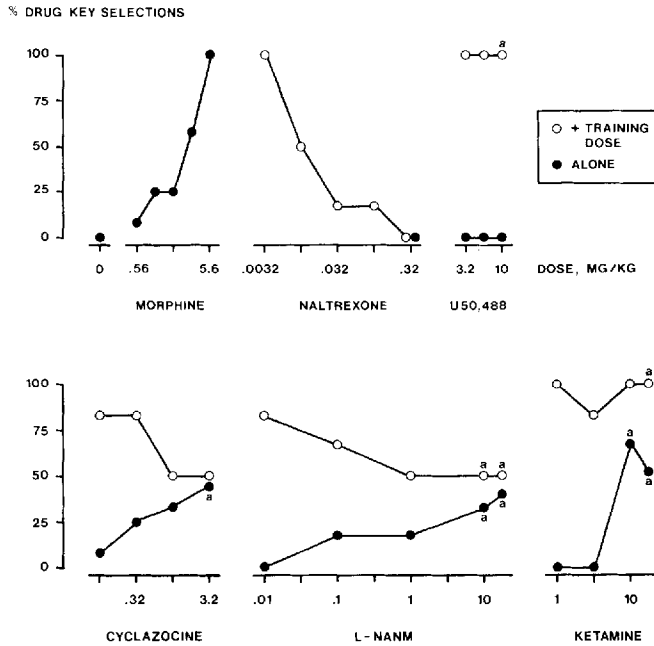 % DRUG KEY SELECTIONS
100
75
50
25
0
a
○ + TRAINING DOSE
● ALONE
0 .56 5.6 .0032 .032 .32 3.2 10 DOSE, MG/KG
MORPHINE NALTREXONE U50,488
100
75
50
25
0
a
a a
a a
a
a
a
a
.32 3.2 .01 .1 1 10 1 10
CYCLAZOCINE L-NANM KETAMINE